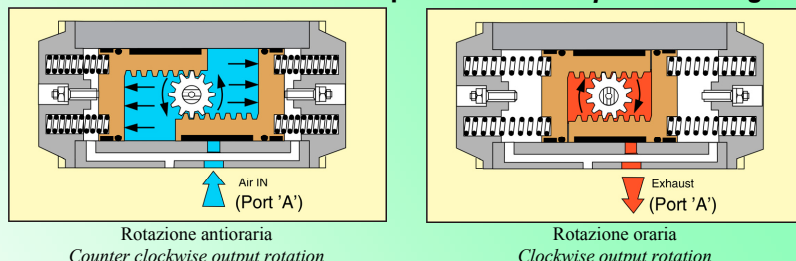 Air IN
(Port 'A')
Rotazione antioraria
Counter clockwise output rotation
Exhaust
(Port 'A')
Rotazione oraria
Clockwise output rotation